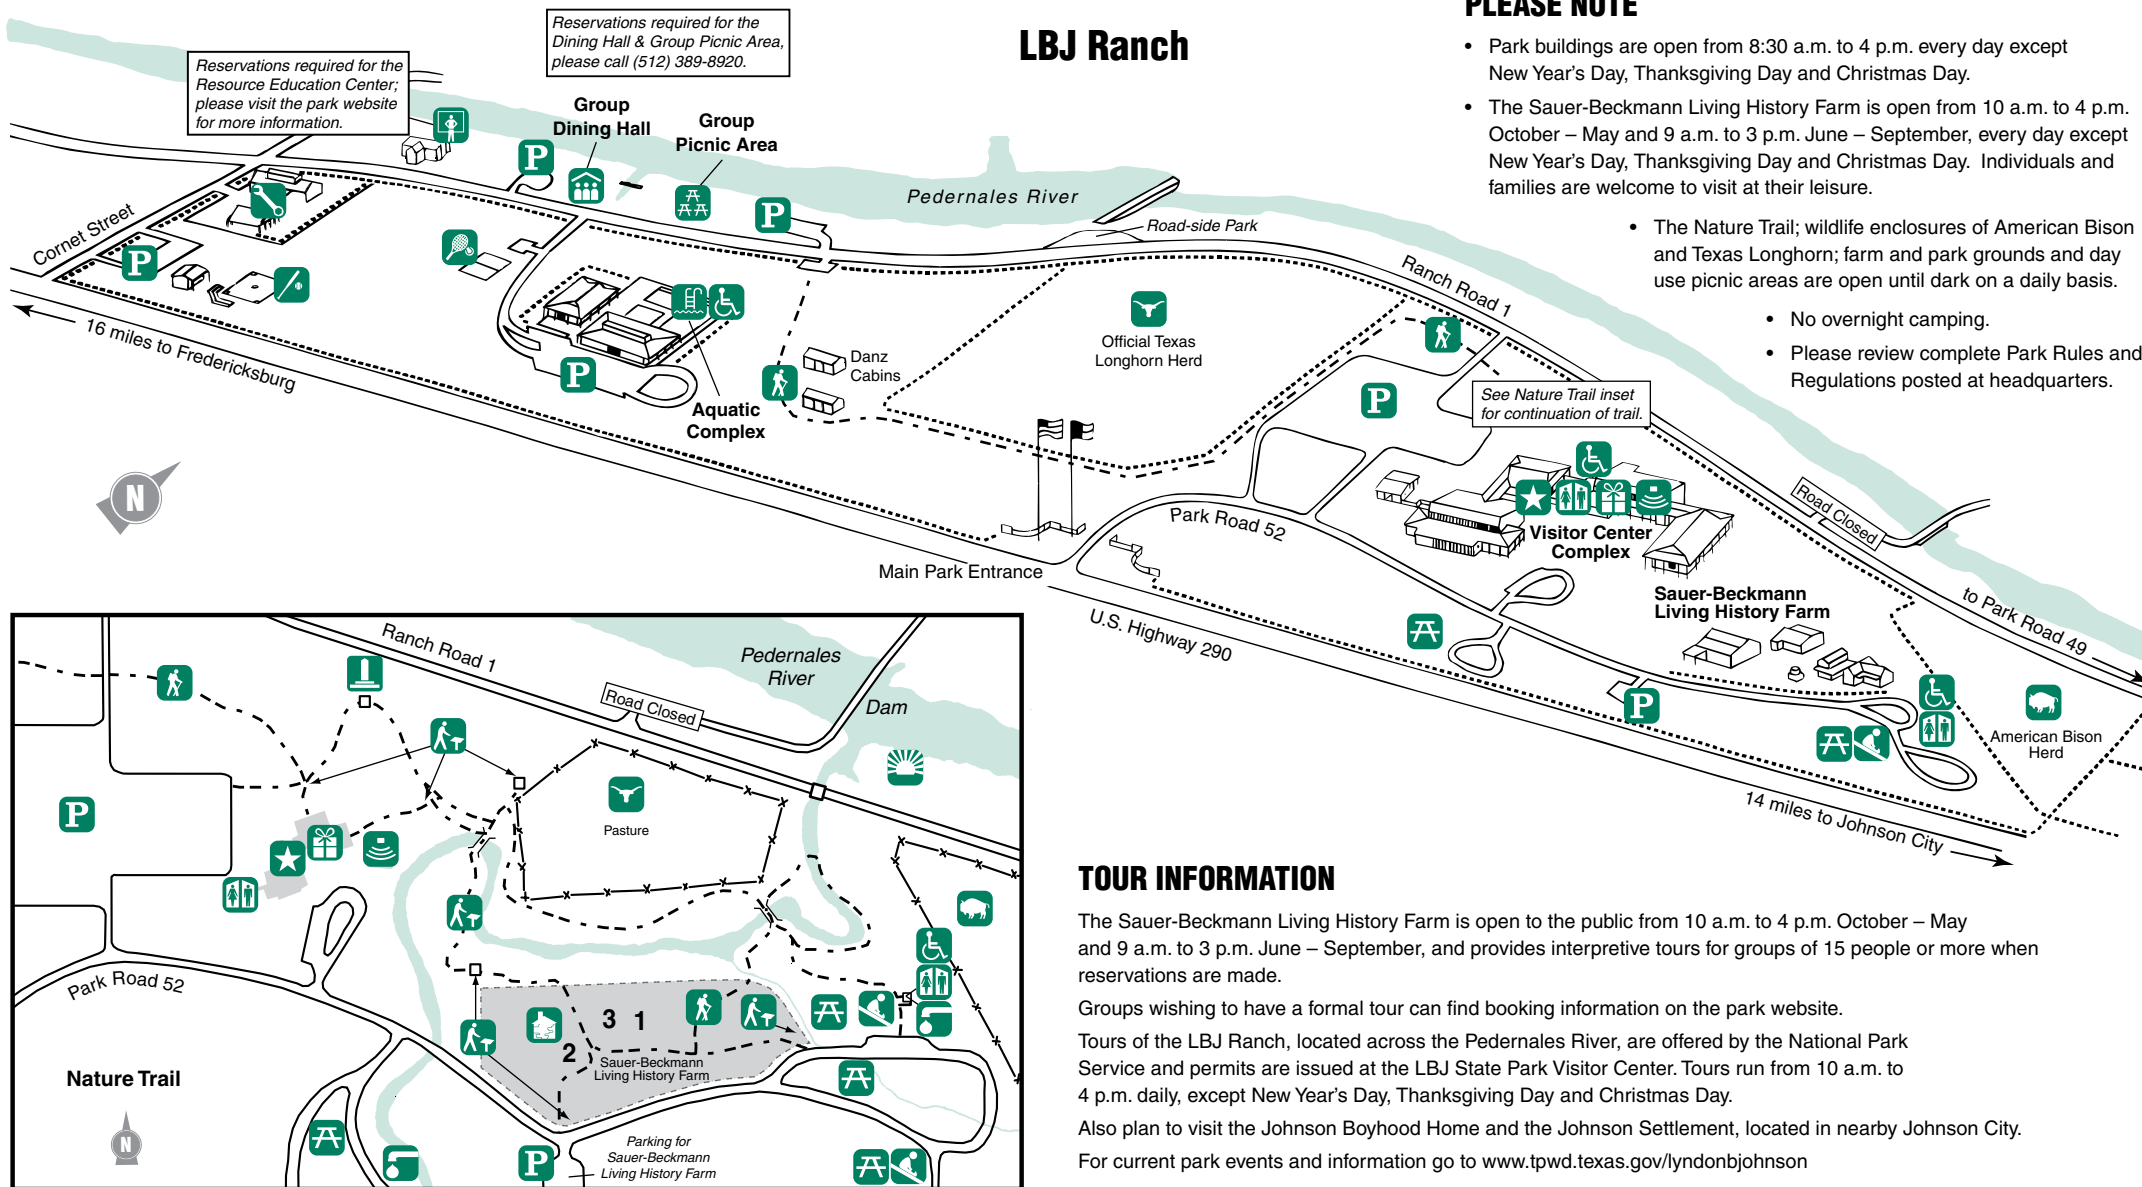 Reservations required for the
Resource Education Center;
please visit the park website
for more information.
Reservations required for the
Dining Hall & Group Picnic Area,
please call (512) 389-8920.
LBJ Ranch
PLEASE NOTE
• Park buildings are open from 8:30 a.m. to 4 p.m. every day except
New Year's Day, Thanksgiving Day and Christmas Day.
• The Sauer-Beckmann Living History Farm is open from 10 a.m. to 4 p.m.
October – May and 9 a.m. to 3 p.m. June – September, every day except
New Year's Day, Thanksgiving Day and Christmas Day. Individuals and
families are welcome to visit at their leisure.
• The Nature Trail; wildlife enclosures of American Bison
and Texas Longhorn; farm and park grounds and day
use picnic areas are open until dark on a daily basis.
• No overnight camping.
• Please review complete Park Rules and
Regulations posted at headquarters.
Group
Dining Hall
Group
Picnic Area
P
P
Pedernales River
Road-side Park
Cornet Street
P
Ranch Road 1
Official Texas
Longhorn Herd
16 miles to Fredericksburg
P
Danz
Cabins
Aquatic
Complex
P
See Nature Trail inset
for continuation of trail.
N
Park Road 52
Main Park Entrance
Visitor Center
Complex
Road Closed
Sauer-Beckmann
Living History Farm
to Park Road 49
U.S. Highway 290
P
American Bison
Herd
14 miles to Johnson City
Ranch Road 1
Pedernales
River
Dam
Road Closed
P
Pasture
Park Road 52
3 1
2
Sauer-Beckmann
Living History Farm
Nature Trail
N
P
Parking for
Sauer-Beckmann
Living History Farm
TOUR INFORMATION
The Sauer-Beckmann Living History Farm is open to the public from 10 a.m. to 4 p.m. October – May
and 9 a.m. to 3 p.m. June – September, and provides interpretive tours for groups of 15 people or more when
reservations are made.
Groups wishing to have a formal tour can find booking information on the park website.
Tours of the LBJ Ranch, located across the Pedernales River, are offered by the National Park
Service and permits are issued at the LBJ State Park Visitor Center. Tours run from 10 a.m. to
4 p.m. daily, except New Year's Day, Thanksgiving Day and Christmas Day.
Also plan to visit the Johnson Boyhood Home and the Johnson Settlement, located in nearby Johnson City.
For current park events and information go to www.tpwd.texas.gov/lyndonbjohnson